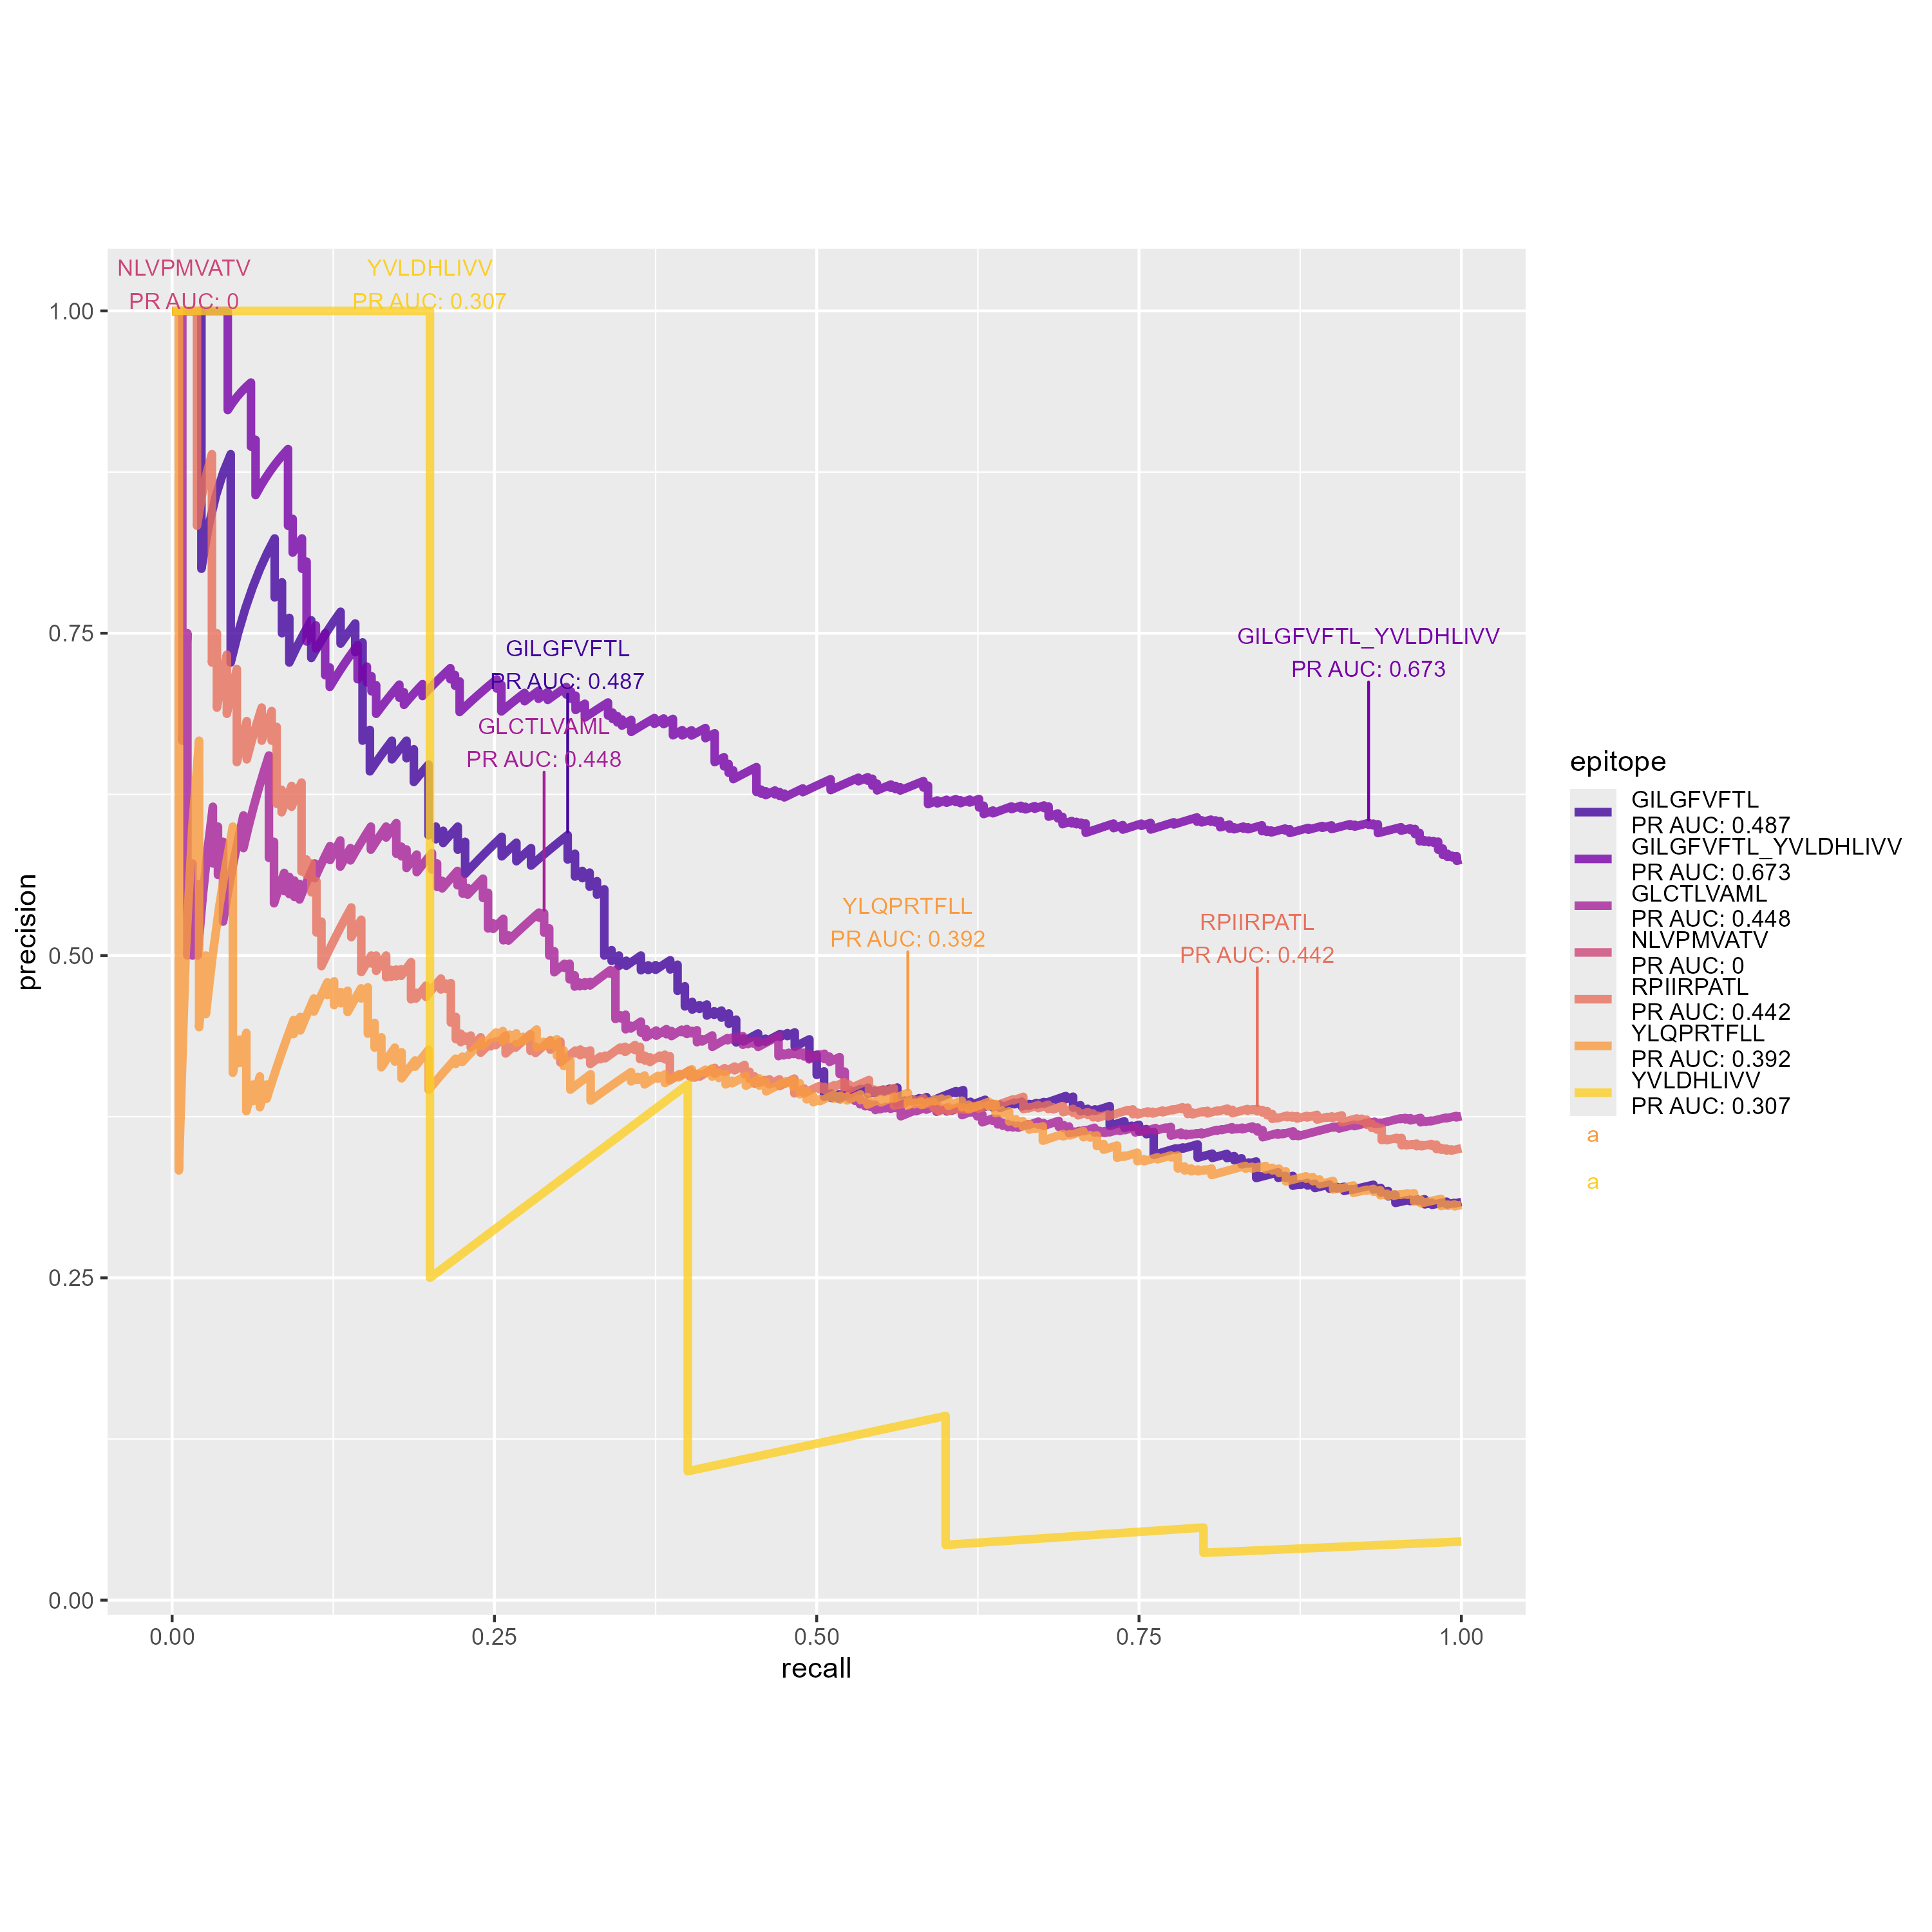 NLVPMVATV
PR AUC: 0
YVLDHLIVV
PR AUC: 0.307
GILGFVFTL
PR AUC: 0.487
GLCTLVAML
PR AUC: 0.448
GILGFVFTL_YVLDHLIVV
PR AUC: 0.673
YLQPRTFLL
PR AUC: 0.392
RPIIRPATL
PR AUC: 0.442
precision
1.00
0.75
0.50
0.25
0.00
0.00
0.25
0.50
0.75
1.00
recall
epitope
GILGFVFTL
PR AUC: 0.487
GILGFVFTL_YVLDHLIVV
PR AUC: 0.673
GLCTLVAML
PR AUC: 0.448
NLVPMVATV
PR AUC: 0
RPIIRPATL
PR AUC: 0.442
YLQPRTFLL
PR AUC: 0.392
YVLDHLIVV
PR AUC: 0.307
a
a